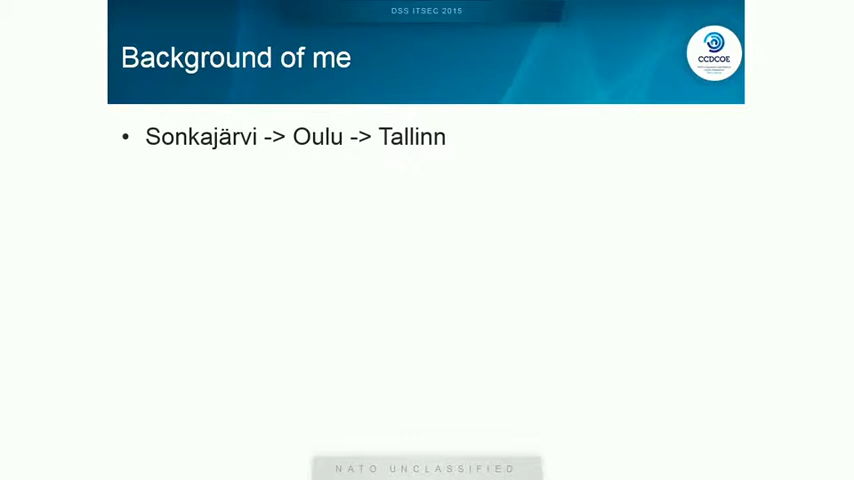 DSS ITSEC 2015
Background of me
CCDCOE
• Sonkajärvi -> Oulu -> Tallinn
NATO UNCLASSIFIED